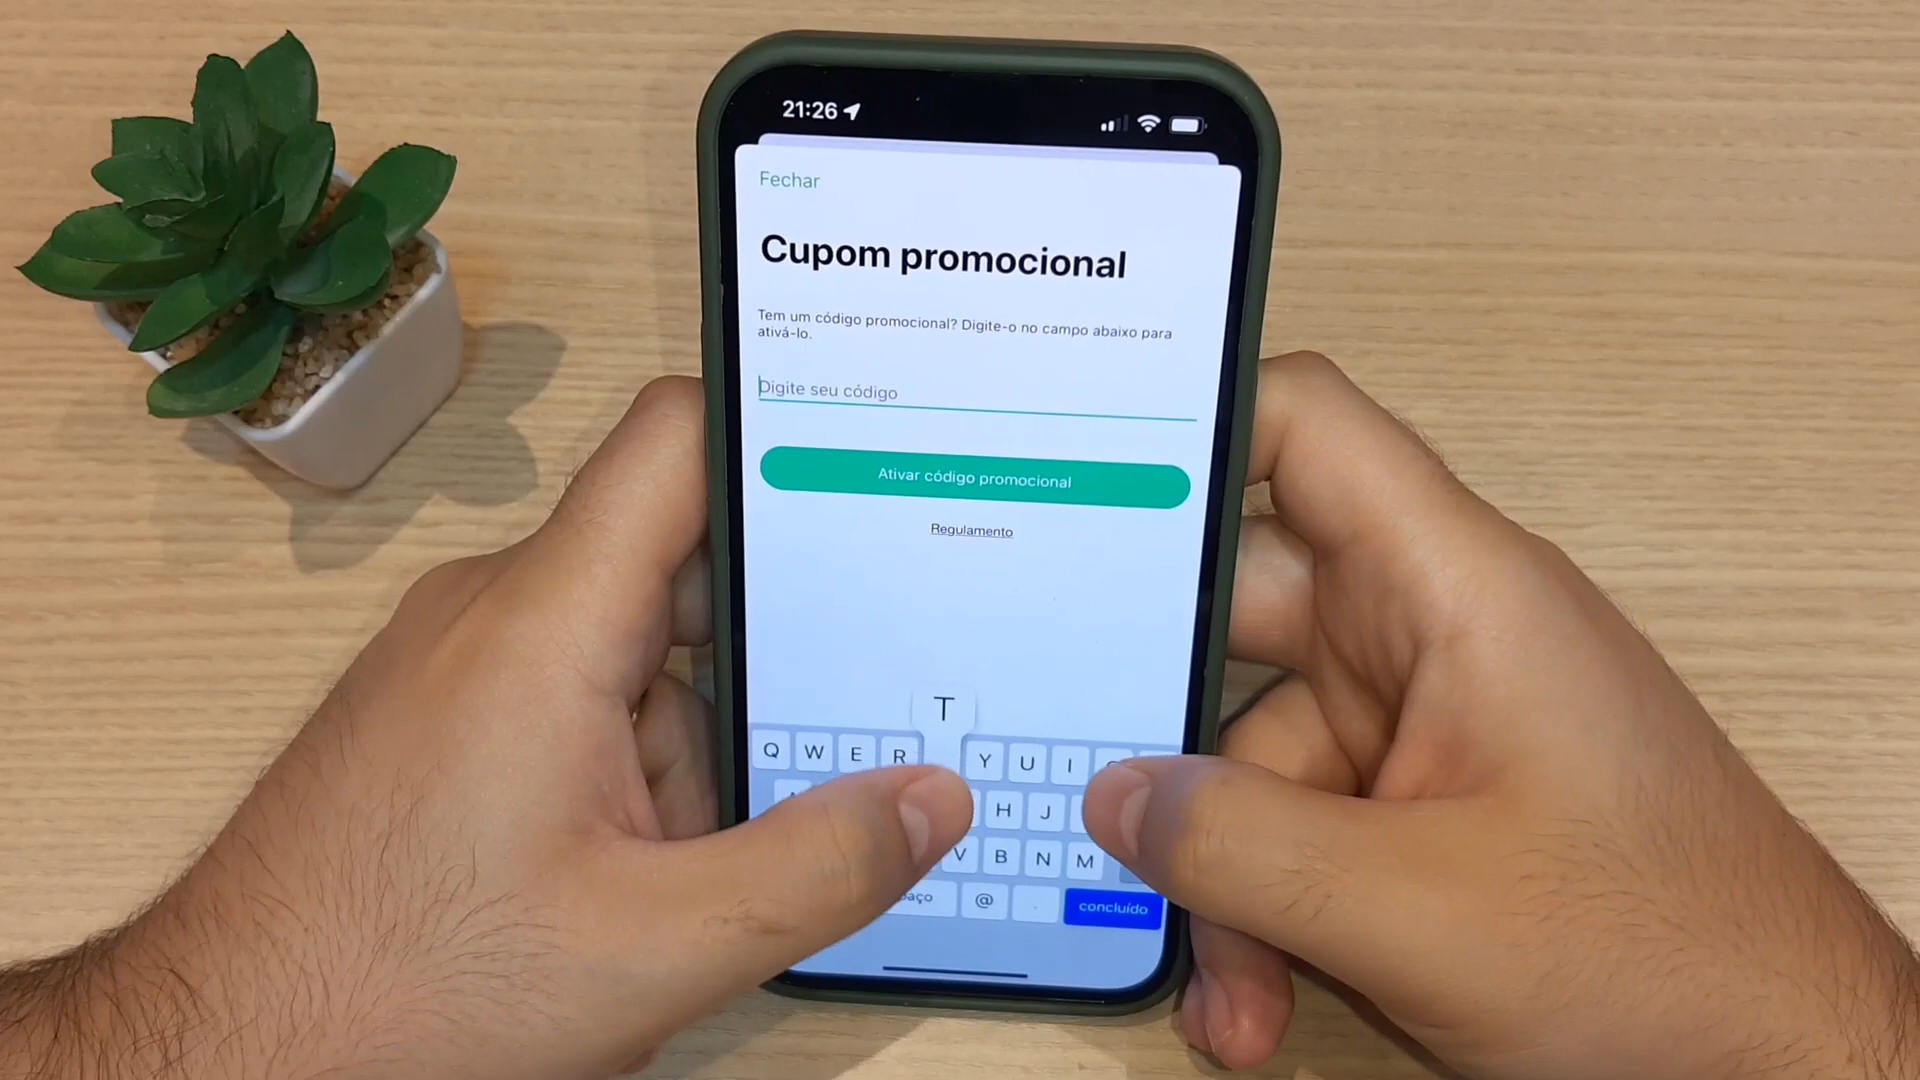 21:26
Fechar
Cupom promocional
Tem um código promocional? Digite-o no campo abaixo para
ativá-lo.
Digite seu código
Ativar código promocional
Regulamento
T
Q W E R Y U I
H J
V B N M
@ . concluído